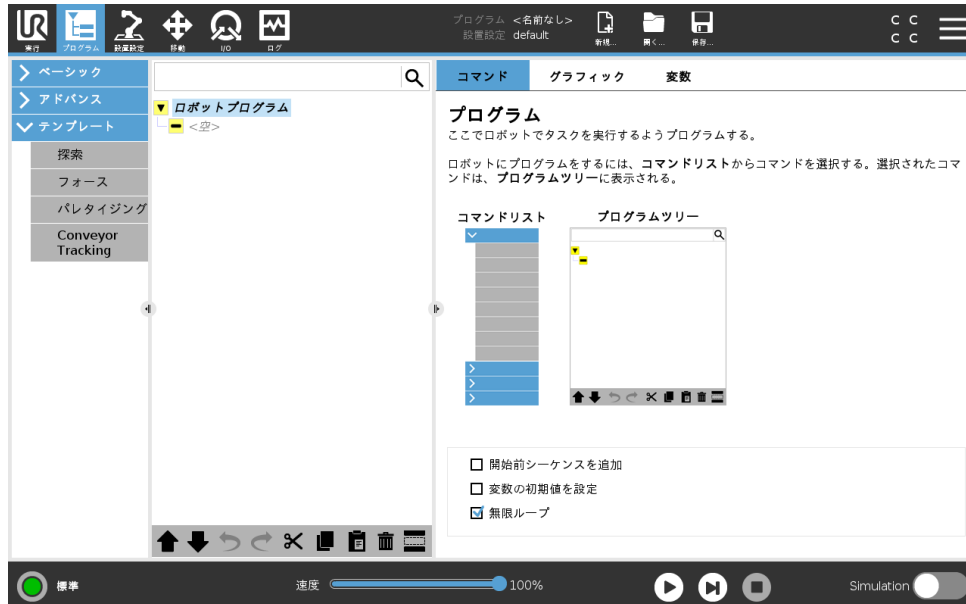 UR
実行
プログラム
設置設定
移動
I/O
ログ
プログラム <名前なし>
設置設定 default
新規...
開く...
保存...
C C
C C
ベーシック
アドバンス
テンプレート
探索
フォース
パレタイジング
Conveyor
Tracking
ロボットプログラム
<空>
コマンド
グラフィック
変数
プログラム
ここでロボットでタスクを実行するようプログラムする。
ロボットにプログラムをするには、コマンドリストからコマンドを選択する。選択されたコマ
ンドは、プログラムツリーに表示される。
コマンドリスト
プログラムツリー
開始前シーケンスを追加
変数の初期値を設定
無限ループ
標準
速度
100%
Simulation